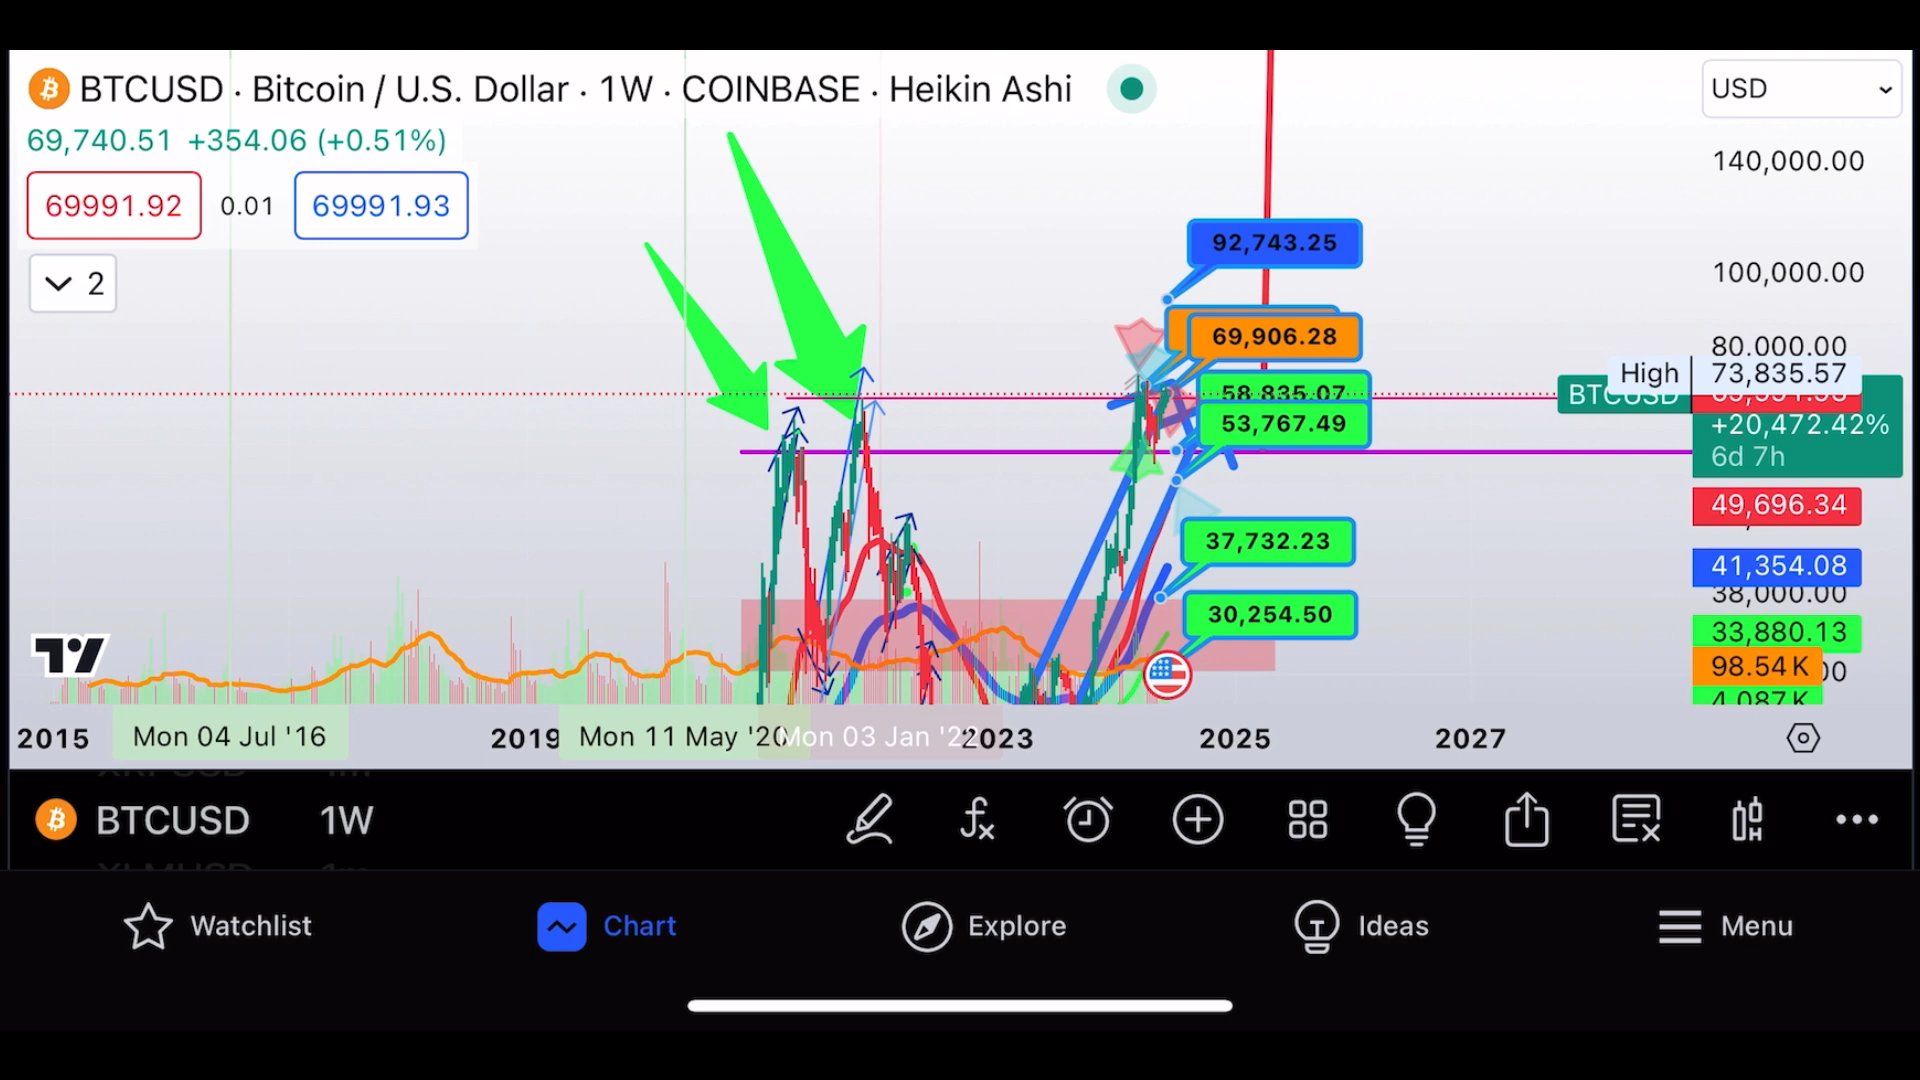 BTCUSD · Bitcoin / U.S. Dollar · 1W · COINBASE · Heikin Ashi
USD
69,740.51 +354.06 (+0.51%)
69991.92 0.01 69991.93
2
140,000.00
100,000.00
80,000.00
92,743.25
69,906.28
58,835.07
53,767.49
37,732.23
30,254.50
High 73,835.57
BTCUSD
+20,472.42%
6d 7h
49,696.34
41,354.08
38,000.00
33,880.13
98.54 K
4.087 K
2015 Mon 04 Jul '16 2019 Mon 11 May '20 Mon 03 Jan '22 2023 2025 2027
BTCUSD 1W
Watchlist Chart Explore Ideas Menu